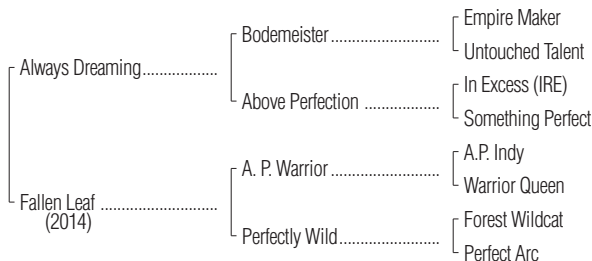 Empire Maker
Bodemeister
Untouched Talent
Always Dreaming
In Excess (IRE)
Above Perfection
Something Perfect
A.P. Indy
A. P. Warrior
Warrior Queen
Fallen Leaf
(2014)
Forest Wildcat
Perfectly Wild
Perfect Arc